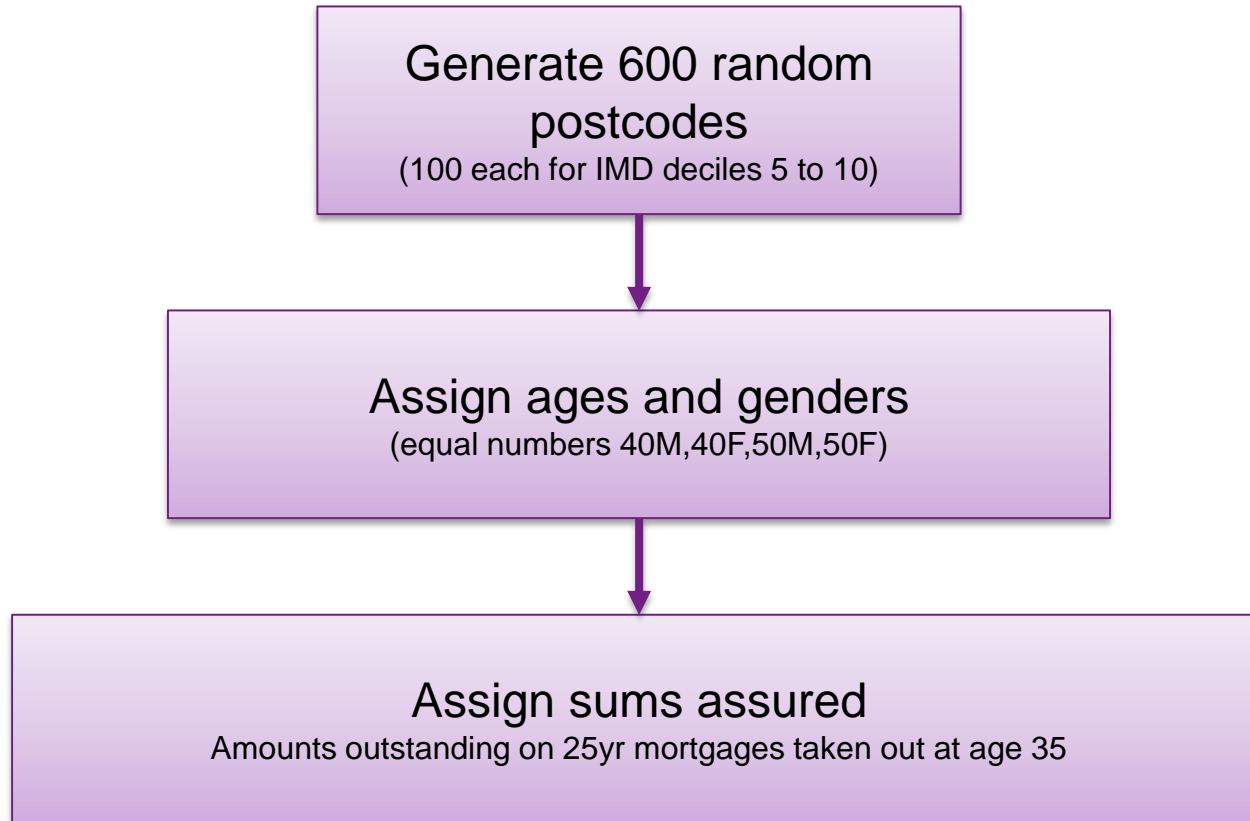 Generate 600 random
postcodes
(100 each for IMD deciles 5 to 10)
Assign ages and genders
(equal numbers 40M,40F,50M,50F)
Assign sums assured
Amounts outstanding on 25yr mortgages taken out at age 35